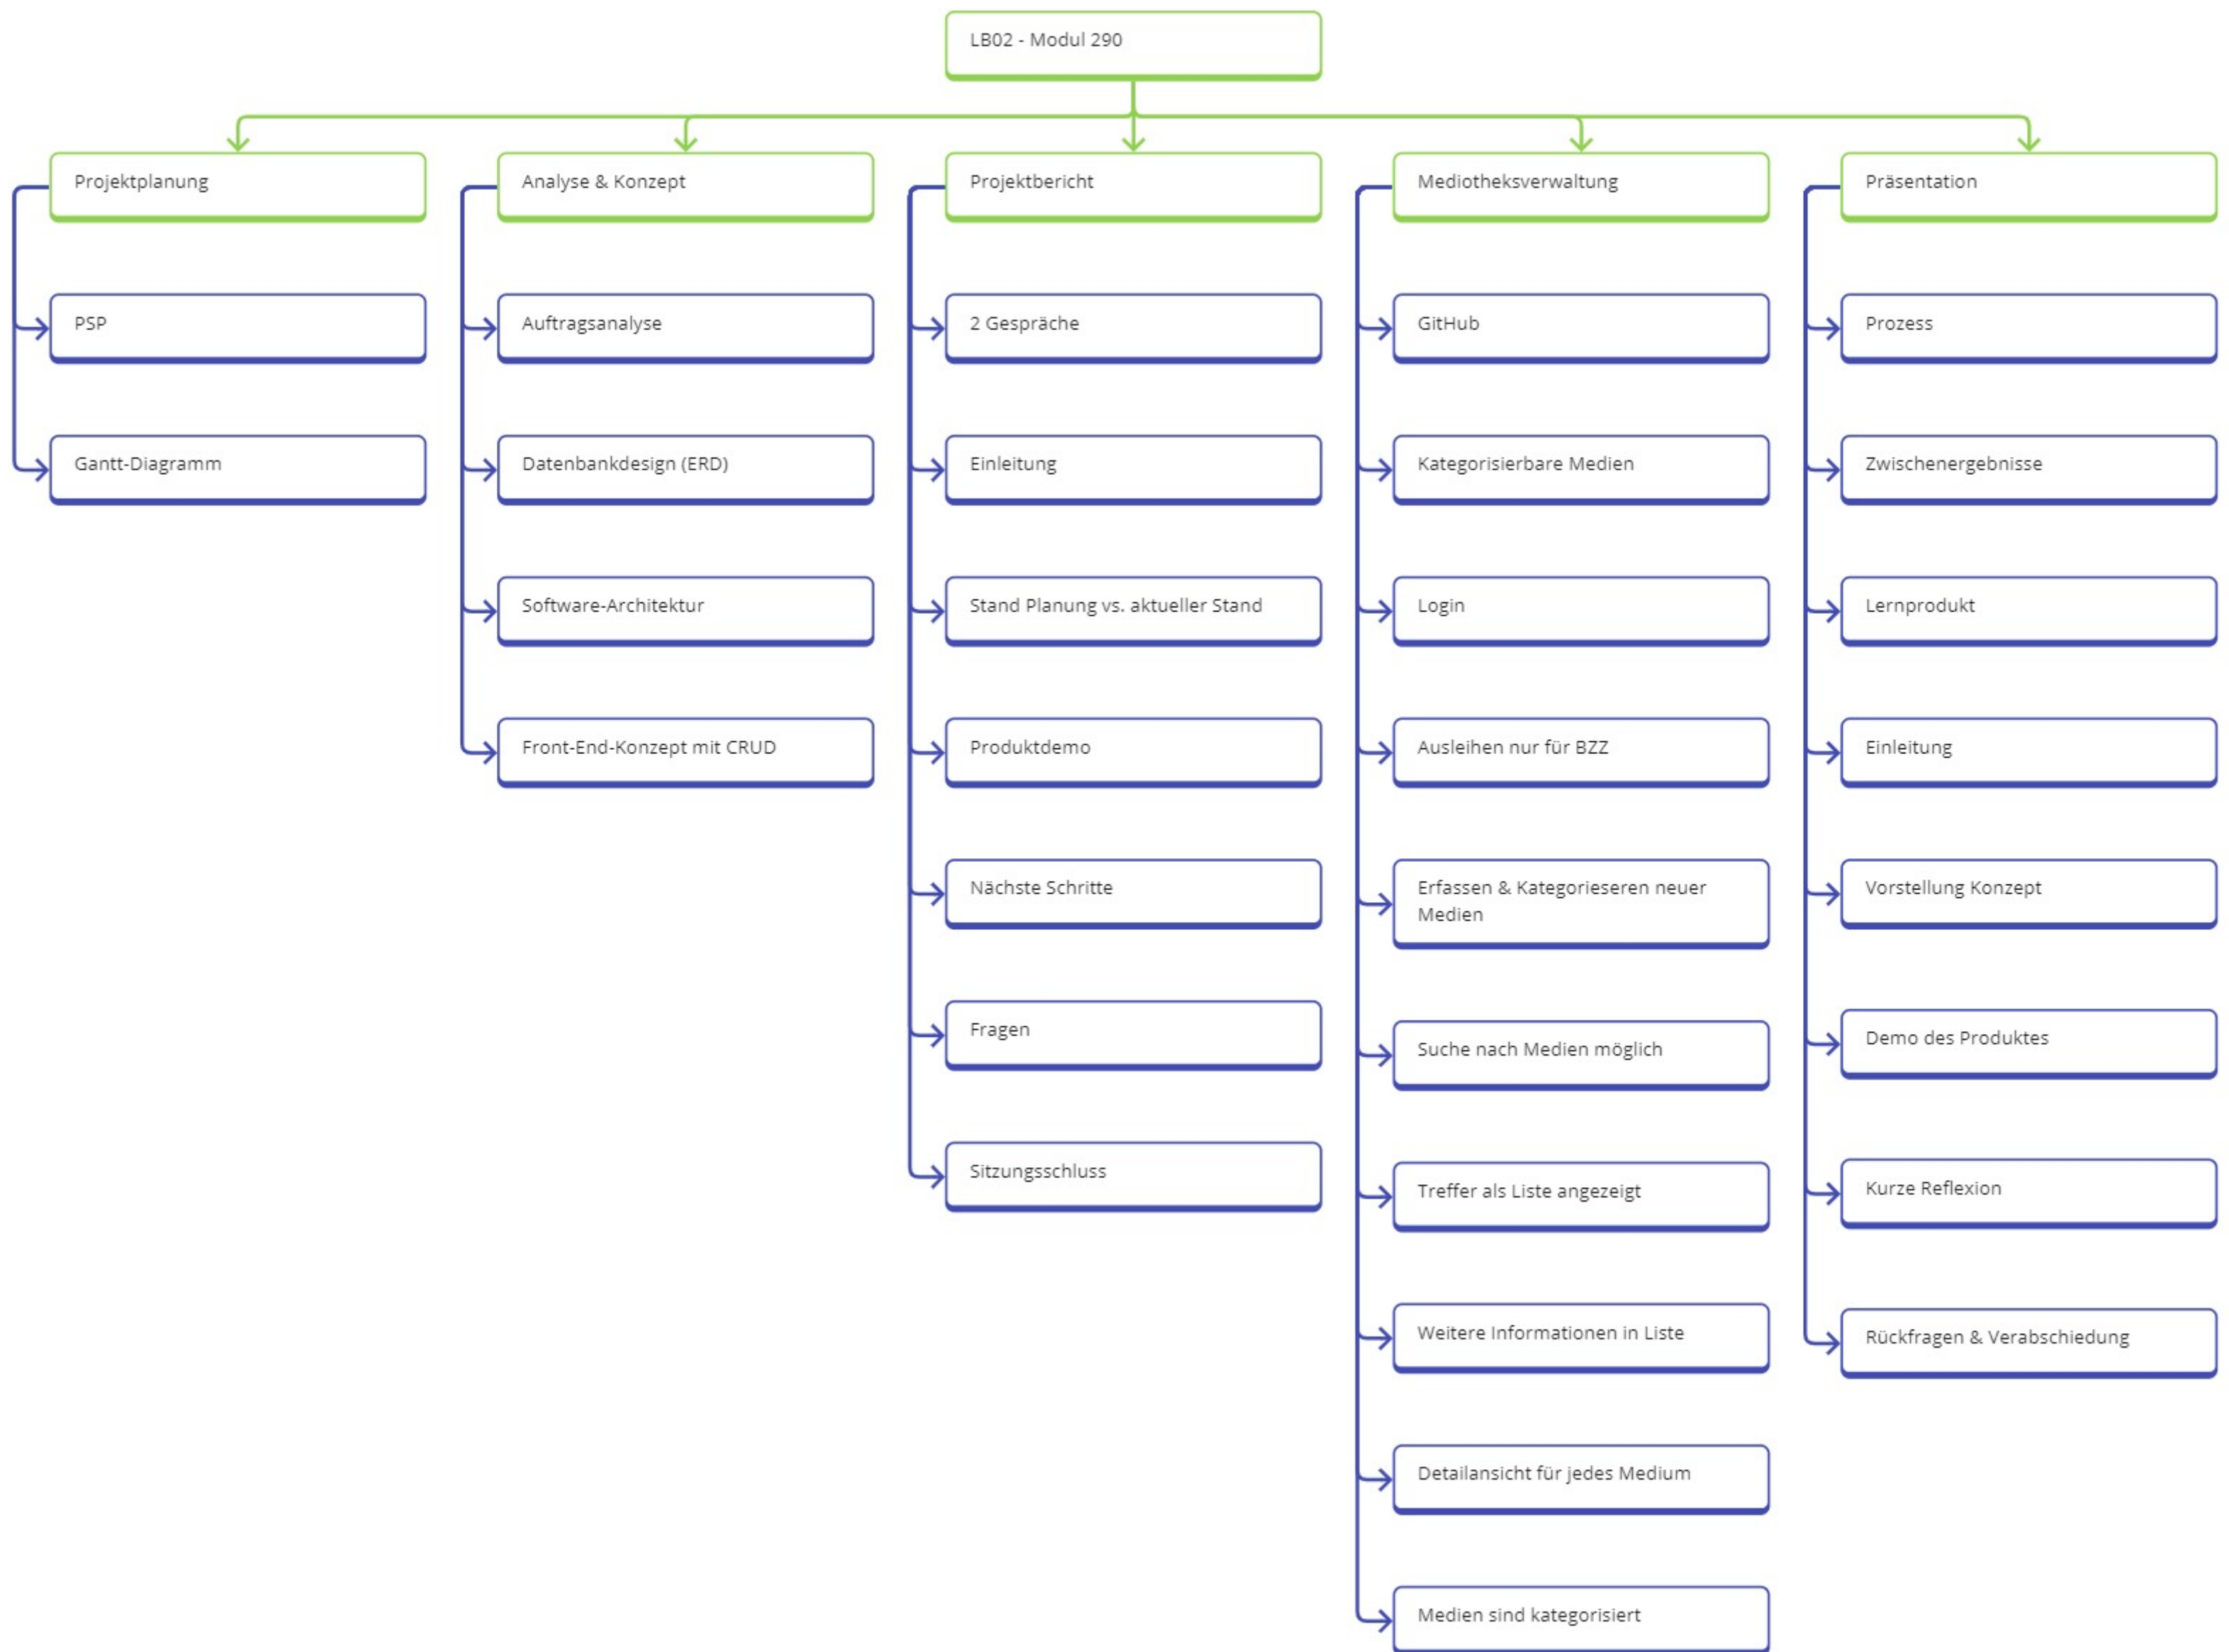 LB02 - Modul 290
Projektplanung
PSP
Gantt-Diagramm
Analyse & Konzept
Auftragsanalyse
Datenbankdesign (ERD)
Software-Architektur
Front-End-Konzept mit CRUD
Projektbericht
2 Gespräche
Einleitung
Stand Planung vs. aktueller Stand
Produktdemo
Nächste Schritte
Fragen
Sitzungsschluss
Mediotheksverwaltung
GitHub
Kategorisierbare Medien
Login
Ausleihen nur für BZZ
Erfassen & Kategorieseren neuer
Medien
Suche nach Medien möglich
Treffer als Liste angezeigt
Weitere Informationen in Liste
Detailansicht für jedes Medium
Medien sind kategorisiert
Präsentation
Prozess
Zwischenergebnisse
Lernprodukt
Einleitung
Vorstellung Konzept
Demo des Produktes
Kurze Reflexion
Rückfragen & Verabschiedung